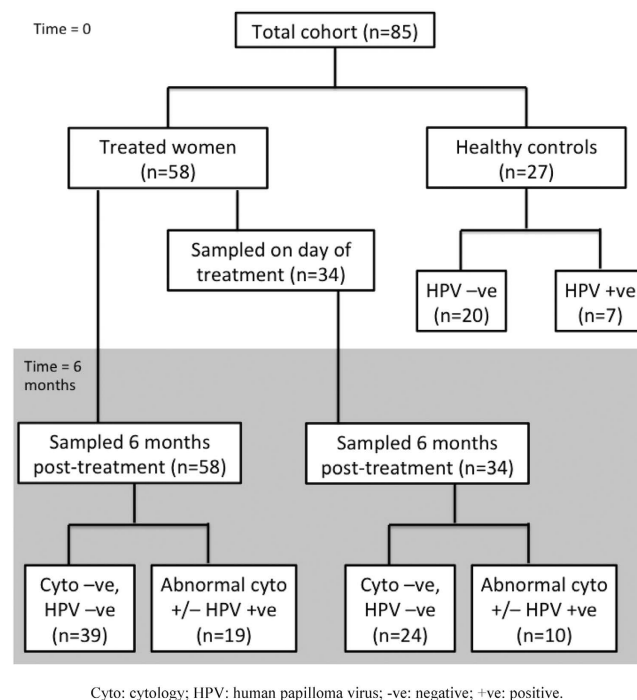 Time = 0
Total cohort (n=85)
Treated women
(n=58)
Healthy controls
(n=27)
Sampled on day of
treatment (n=34)
HPV –ve
(n=20)
HPV +ve
(n=7)
Time = 6
months
Sampled 6 months
post-treatment (n=58)
Sampled 6 months
post-treatment (n=34)
Cyto –ve,
HPV –ve
(n=39)
Abnormal cyto
+/– HPV +ve
(n=19)
Cyto –ve,
HPV –ve
(n=24)
Abnormal cyto
+/– HPV +ve
(n=10)
Cyto: cytology; HPV: human papilloma virus; -ve: negative; +ve: positive.